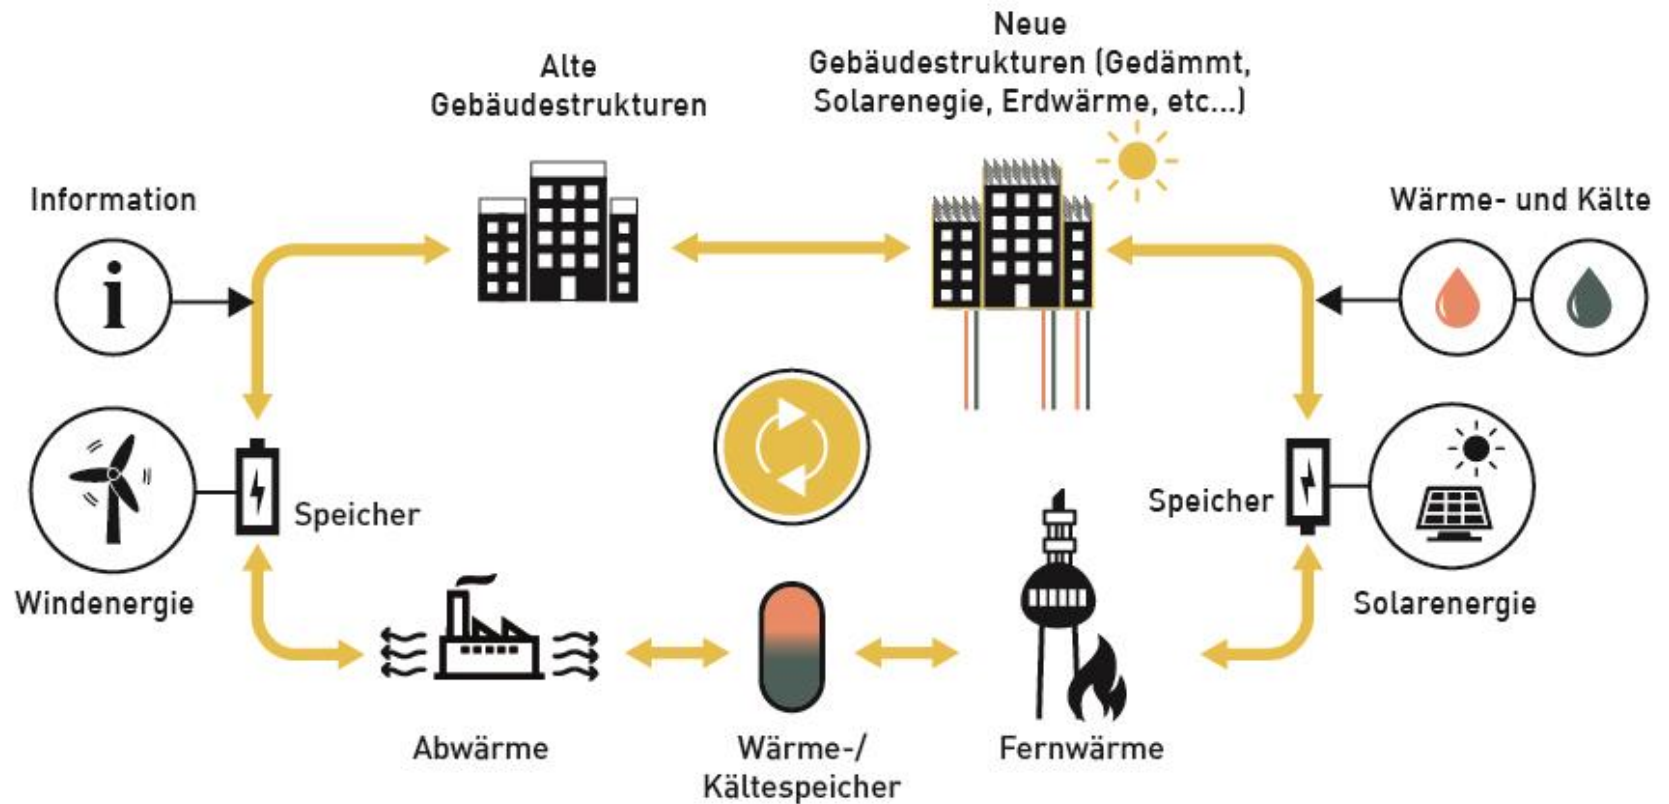 Neue
Gebäudestrukturen (Gedämmt,
Solarenegie, Erdwärme, etc...)
Alte
Gebäudestrukturen
Information
Wärme- und Kälte
i
Speicher
Speicher
Windenergie
Solarenergie
Abwärme
Wärme-/
Kältespeicher
Fernwärme